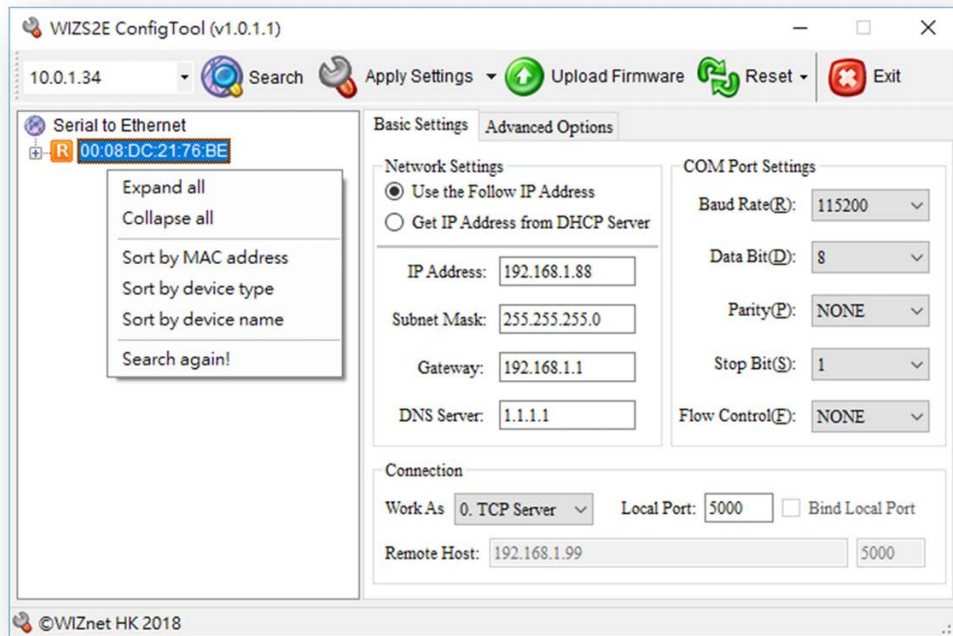 WIZS2E ConfigTool (v1.0.1.1)
10.0.1.34 Search Apply Settings Upload Firmware Reset Exit
Serial to Ethernet
R 00:08:DC:21:76:BE
Expand all
Collapse all
Sort by MAC address
Sort by device type
Sort by device name
Search again!
Basic Settings Advanced Options
Network Settings
Use the Follow IP Address
Get IP Address from DHCP Server
IP Address: 192.168.1.88
Subnet Mask: 255.255.255.0
Gateway: 192.168.1.1
DNS Server: 1.1.1.1
COM Port Settings
Baud Rate(R): 115200
Data Bit(D): 8
Parity(P): NONE
Stop Bit(S): 1
Flow Control(F): NONE
Connection
Work As 0. TCP Server Local Port: 5000 Bind Local Port
Remote Host: 192.168.1.99 5000
©WIZnet HK 2018